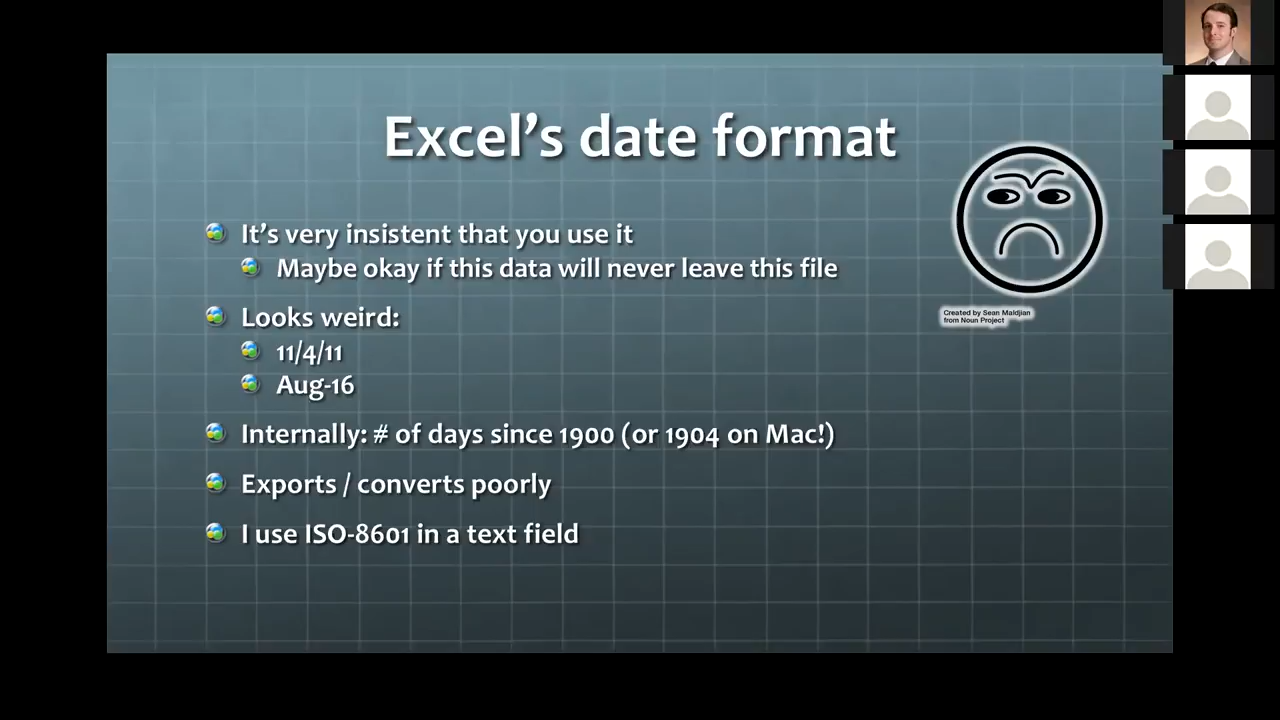 Excel’s date format
It’s very insistent that you use it
Maybe okay if this data will never leave this file
Looks weird:
11/4/11
Aug-16
Internally: # of days since 1900 (or 1904 on Mac!)
Exports / converts poorly
I use ISO-8601 in a text field
Created by Sean Maldjian
from Noun Project